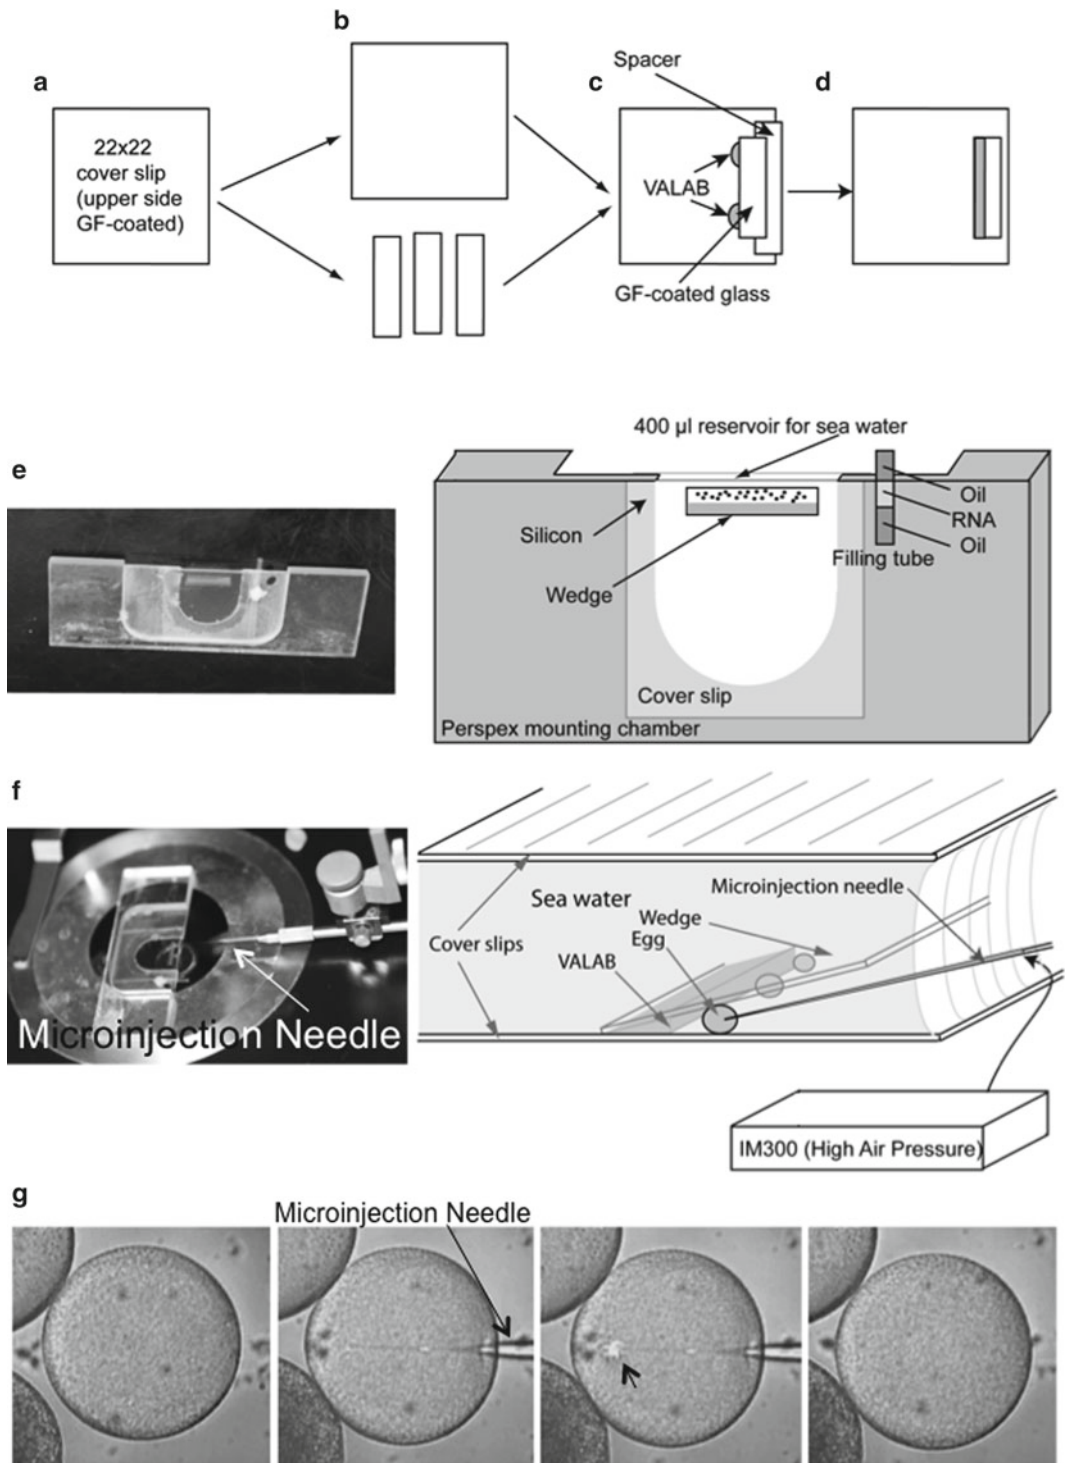 a
22x22
cover slip
(upper side
GF-coated)
b
c
Spacer
VALAB
GF-coated glass
d
e
400 µl reservoir for sea water
Silicon
Wedge
Oil
RNA
Oil
Filling tube
Cover slip
Perspex mounting chamber
f
Microinjection Needle
Sea water
Microinjection needle
Wedge
Egg
Cover slips
VALAB
IM300 (High Air Pressure)
g
Microinjection Needle